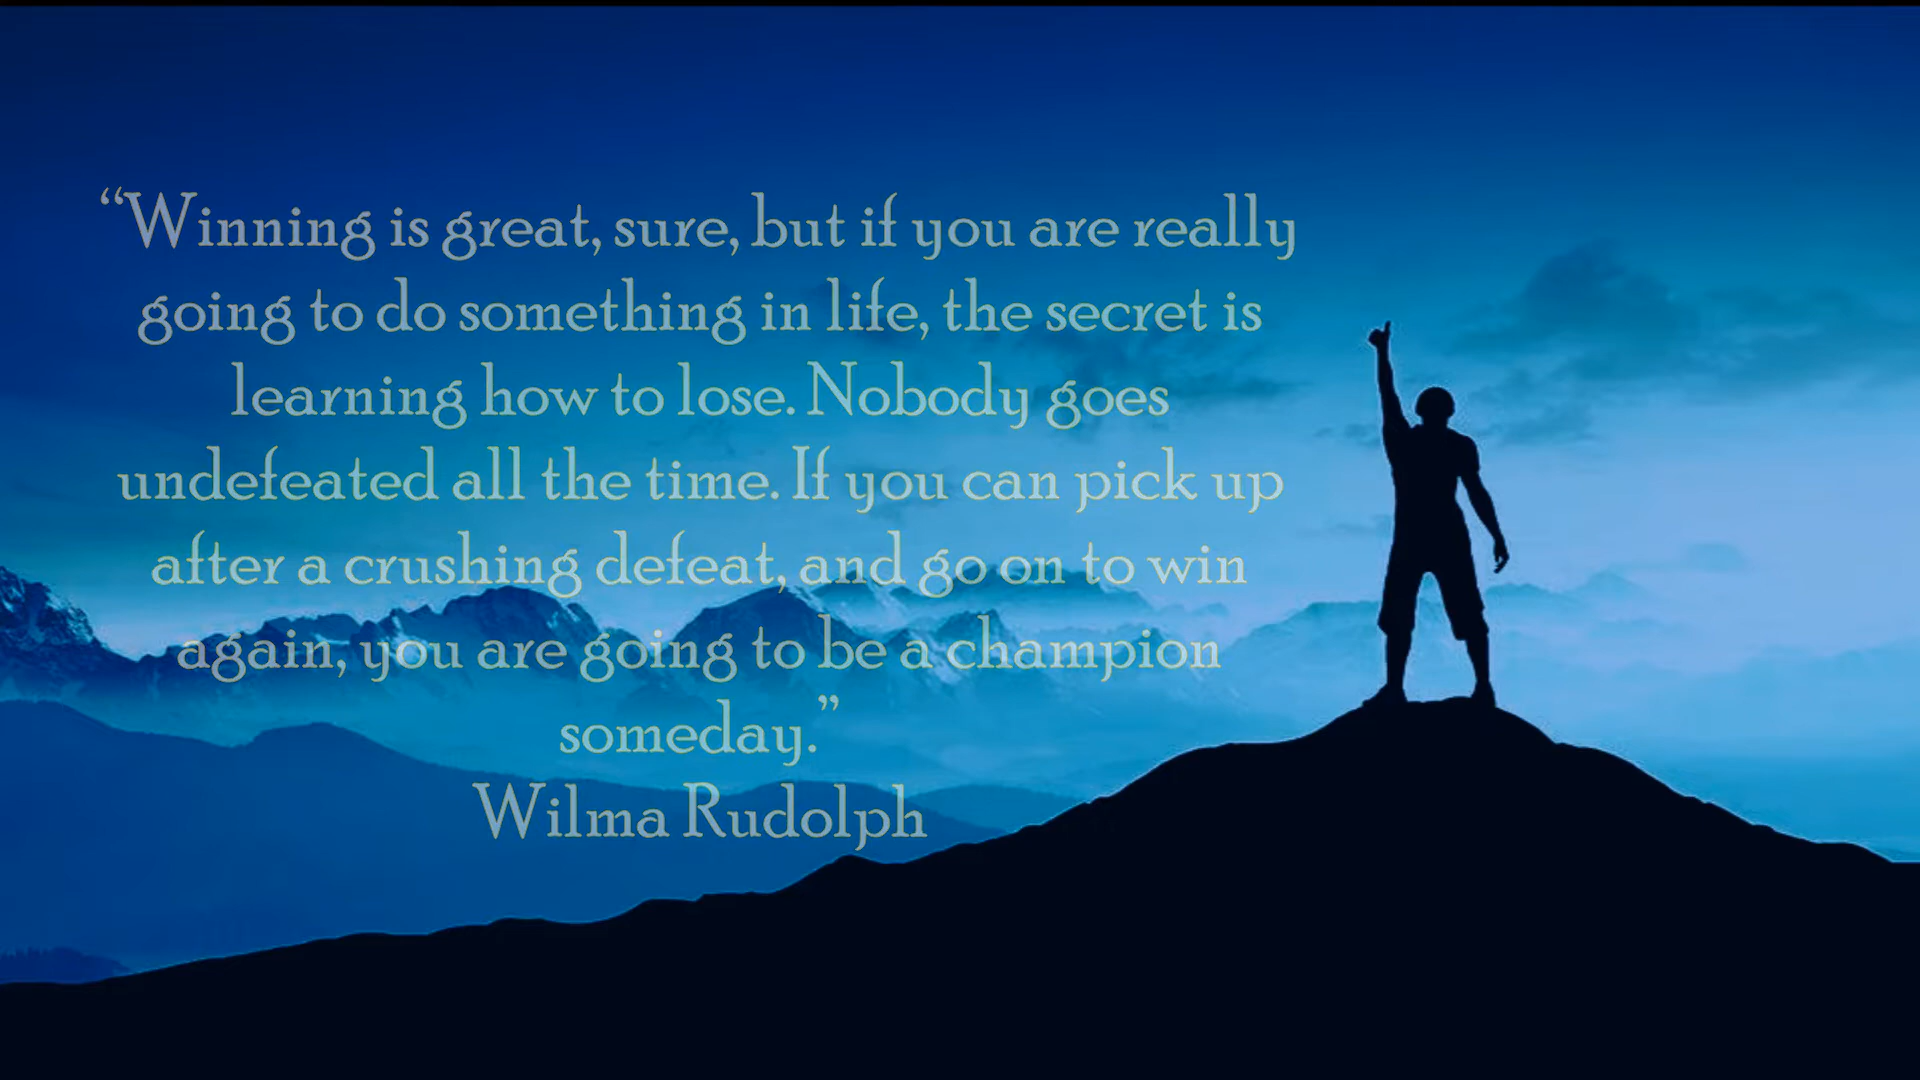 “Winning is great, sure, but if you are really
going to do something in life, the secret is
learning how to lose. Nobody goes
undefeated all the time. If you can pick up
after a crushing defeat, and go on to win
again, you are going to be a champion
someday.”
Wilma Rudolph